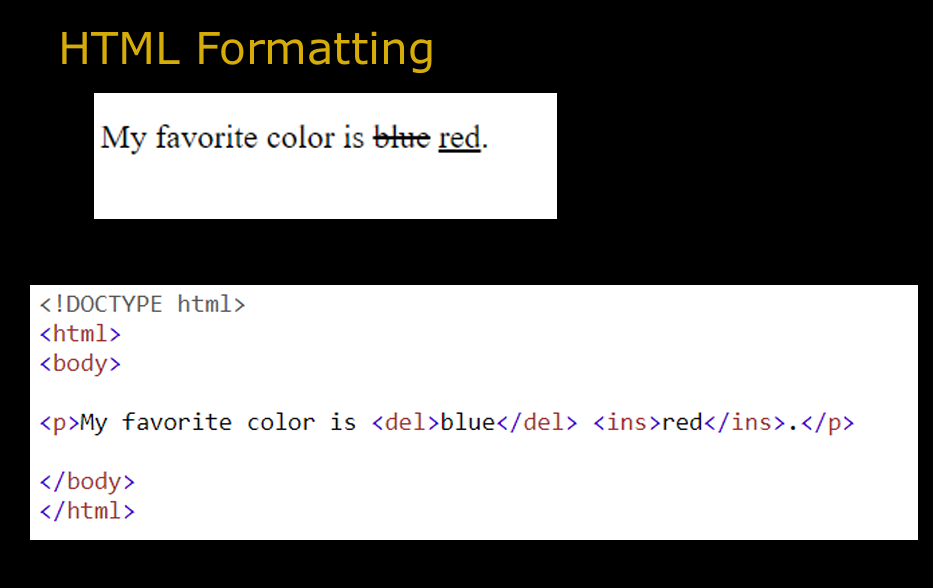 HTML Formatting
My favorite color is blue red.
<!DOCTYPE html>
<html>
<body>
<p>My favorite color is <del>blue</del> <ins>red</ins>.</p>
</body>
</html>